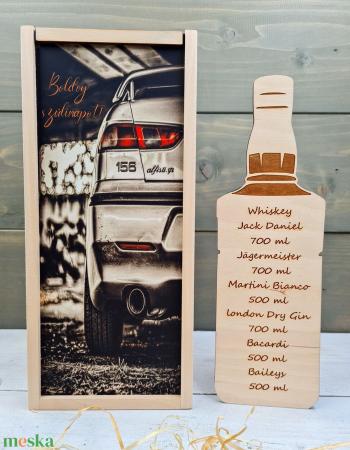 Boldog
szülinapot!
156
alfisti.gr
Whiskey
Jack Daniel
700 ml
Jägermeister
700 ml
Martini Bianco
500 ml
london Dry Gin
700 ml
Bacardi
500 ml
Baileys
500 ml
meska